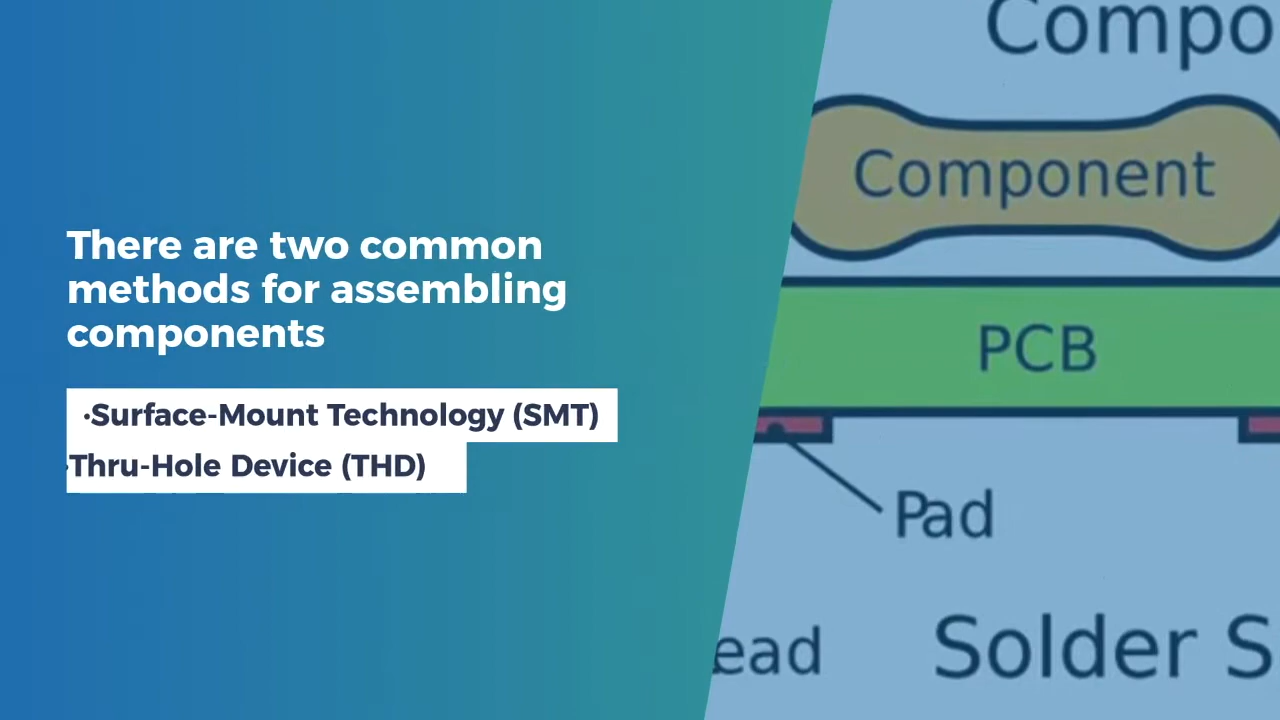 There are two common
methods for assembling
components
·Surface-Mount Technology (SMT)
·Thru-Hole Device (THD)
Compo
Component
PCB
Pad
ead
Solder S